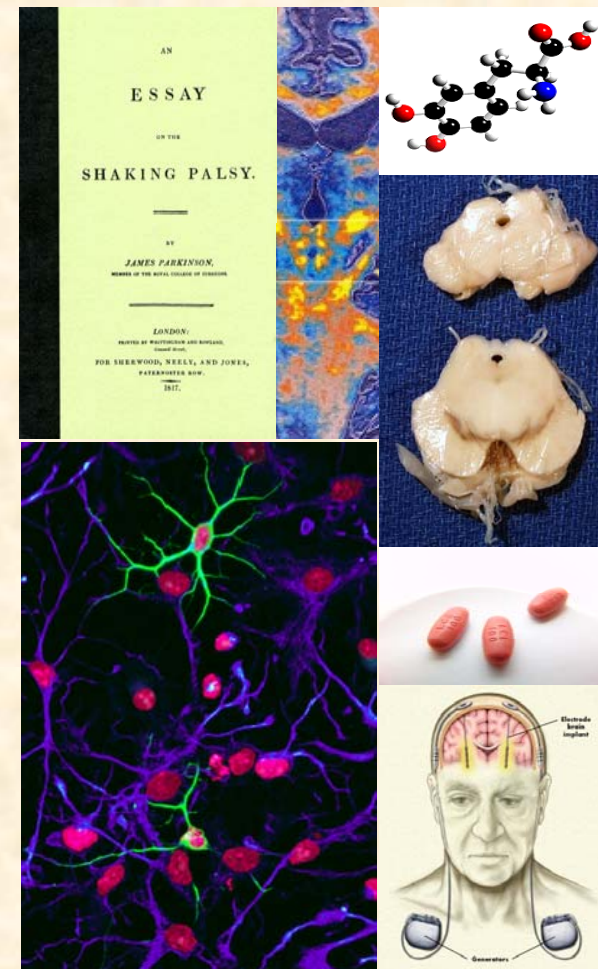 AN
ESSAY
ON THE
SHAKING PALSY.
BY
JAMES PARKINSON,
MEMBER OF THE ROYAL COLLEGE OF SURGEONS.
LONDON:
PRINTED BY WHITTINGHAM AND ROWLAND,
Goswell Street,
FOR SHERWOOD, NEELY, AND JONES,
PATERNOSTER ROW.
1817.
Electrode
brain
implant
Generators